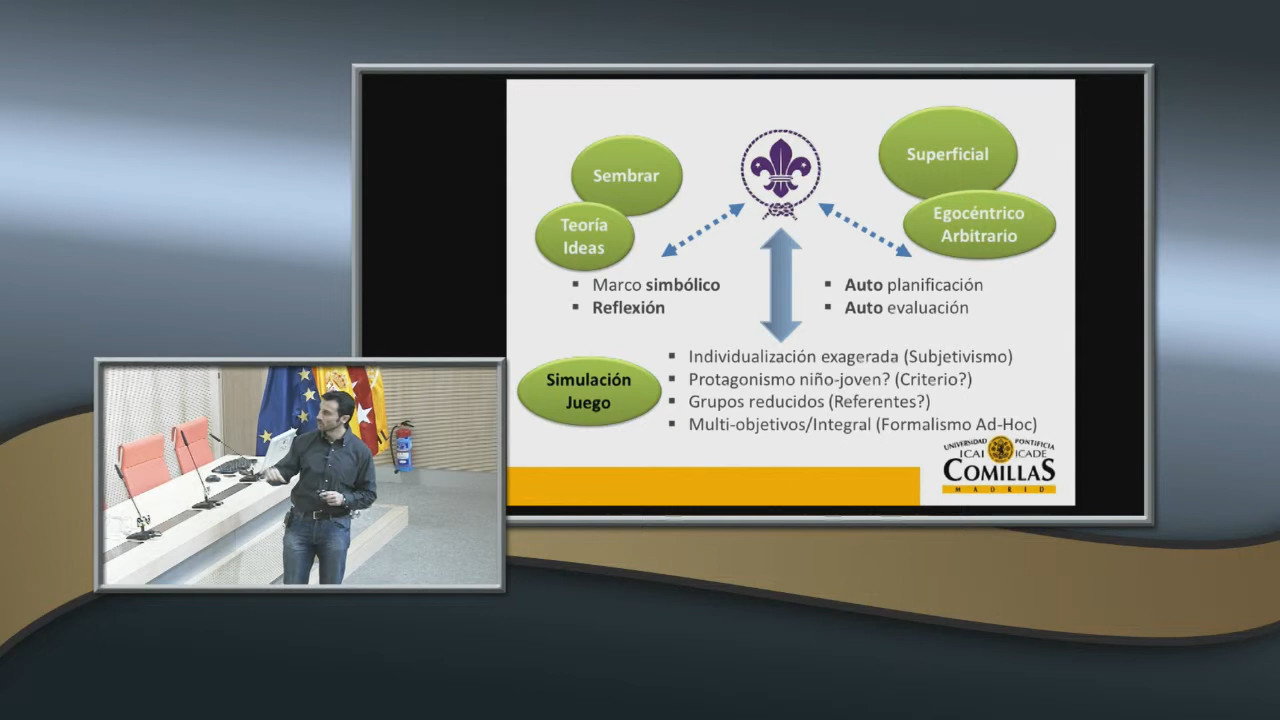 Sembrar
Teoría
Ideas
Superficial
Egocéntrico
Arbitrario
▪ Marco simbólico
▪ Reflexión
▪ Auto planificación
▪ Auto evaluación
Simulación
Juego
▪ Individualización exagerada (Subjetivismo)
▪ Protagonismo niño-joven? (Criterio?)
▪ Grupos reducidos (Referentes?)
▪ Multi-objetivos/Integral (Formalismo Ad-Hoc)
UNIVERSIDAD PONTIFICIA
ICAI ICADE
COMILLAS
MADRID